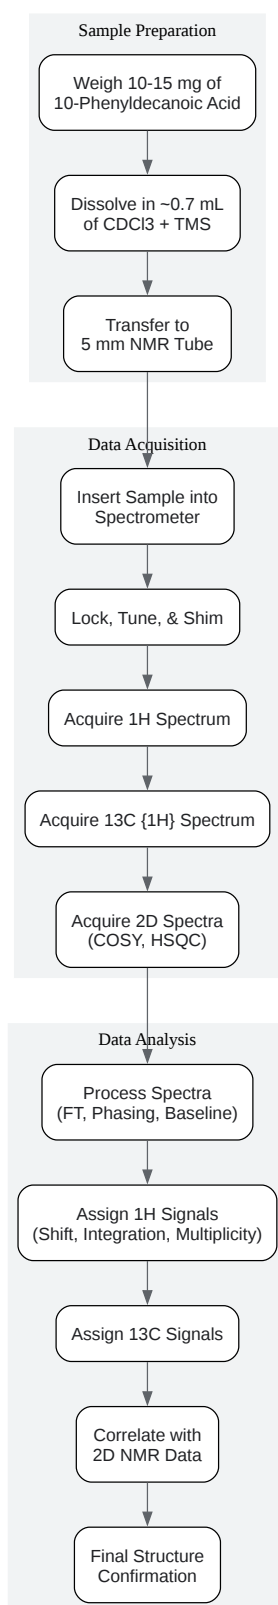 Sample Preparation
Weigh 10-15 mg of
10-Phenyldecanoic Acid
Dissolve in ~0.7 mL
of CDCl3 + TMS
Transfer to
5 mm NMR Tube
Data Acquisition
Insert Sample into
Spectrometer
Lock, Tune, & Shim
Acquire 1H Spectrum
Acquire 13C {1H} Spectrum
Acquire 2D Spectra
(COSY, HSQC)
Data Analysis
Process Spectra
(FT, Phasing, Baseline)
Assign 1H Signals
(Shift, Integration, Multiplicity)
Assign 13C Signals
Correlate with
2D NMR Data
Final Structure
Confirmation